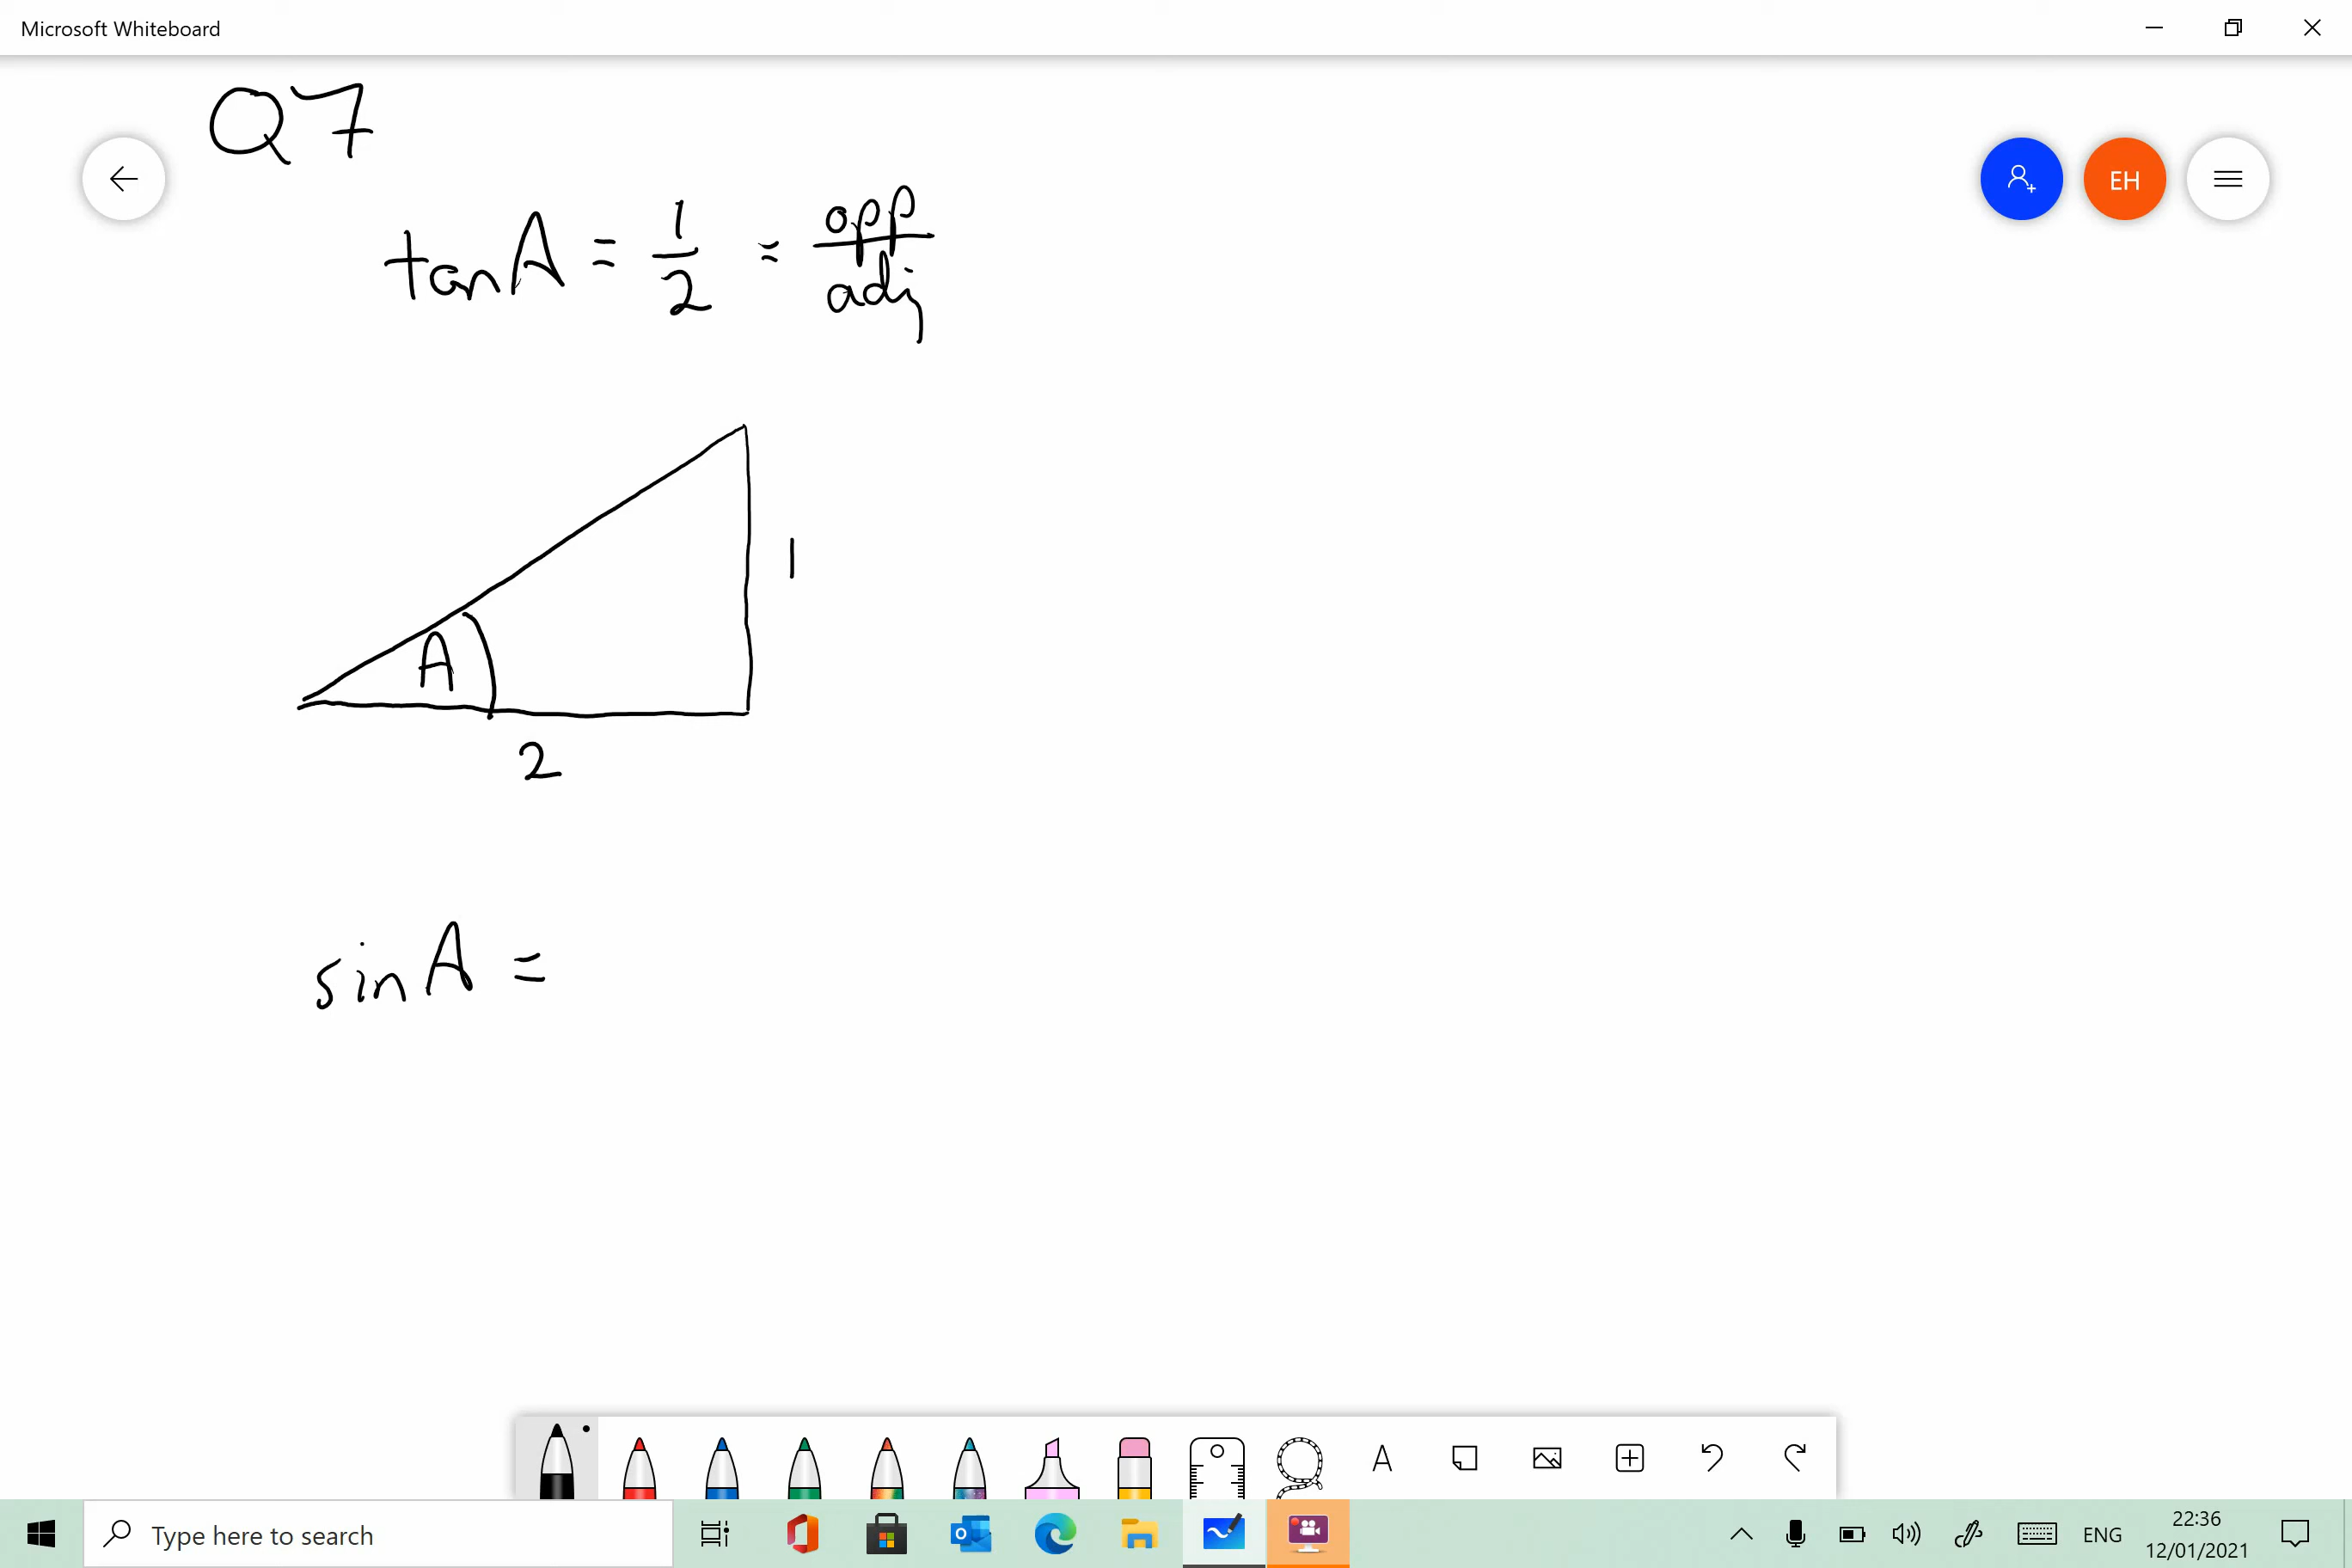 Microsoft Whiteboard
Q7
EH
tanA = 1/2 = opp/adj
1
A
2
sinA =
A
Type here to search
ENG
22:36
12/01/2021